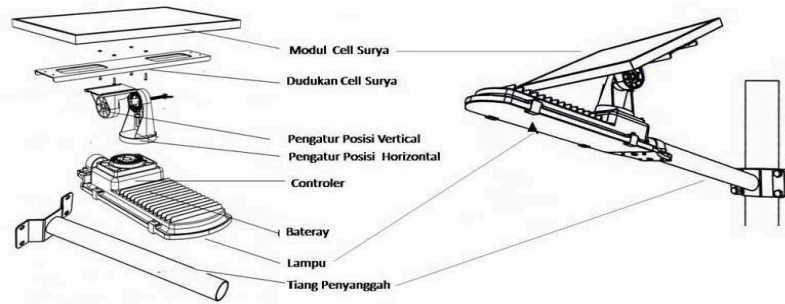 Modul Cell Surya
Dudukan Cell Surya
Pengatur Posisi Vertical
Pengatur Posisi Horizontal
Controler
Bateray
Lampu
Tiang Penyanggah